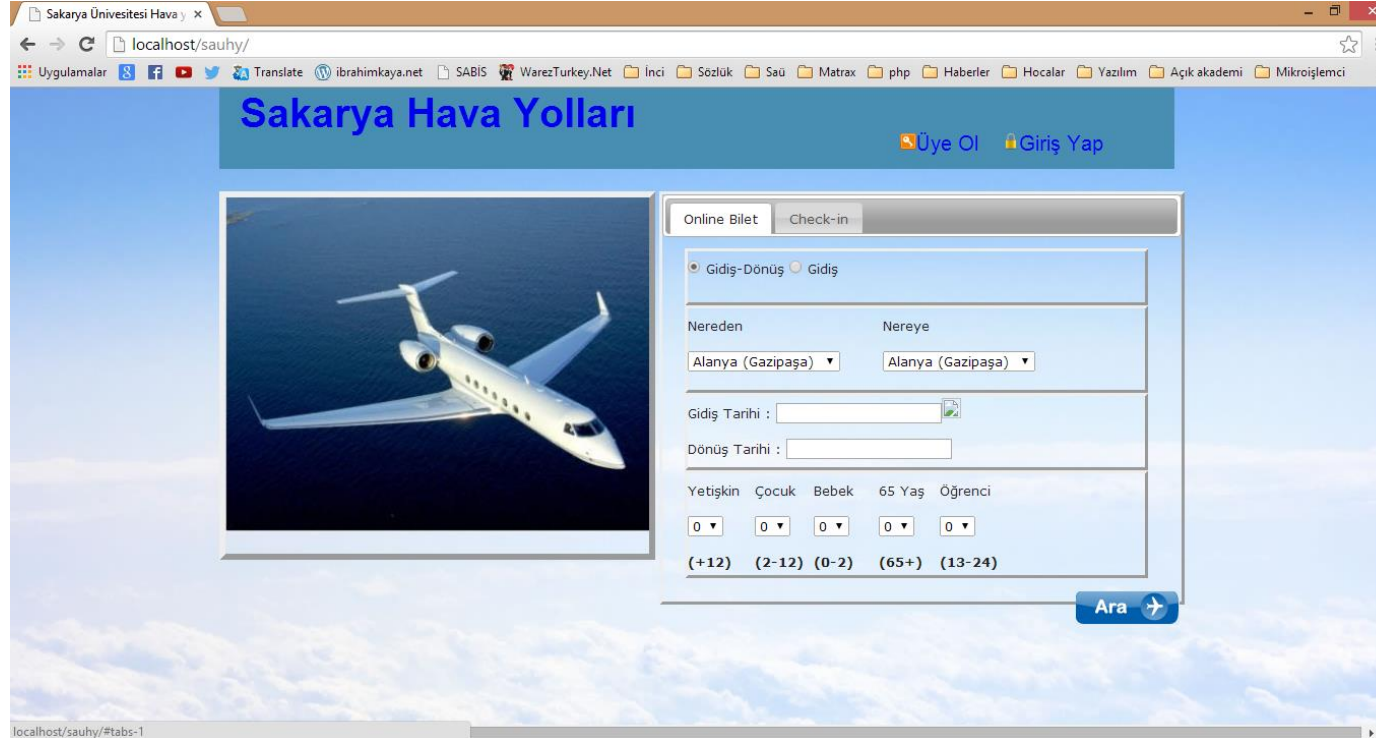 Sakarya Ünivesitesi Hava y
localhost/sauhy/
Uygulamalar Translate ibrahimkaya.net SABİS WarezTurkey.Net İnci Sözlük Saü Matrax php Haberler Hocalar Yazılım Açık akademi Mikroişlemci
Sakarya Hava Yolları
Üye Ol Giriş Yap
Online Bilet Check-in
Gidiş-Dönüş Gidiş
Nereden Nereye
Alanya (Gazipaşa) Alanya (Gazipaşa)
Gidiş Tarihi :
Dönüş Tarihi :
Yetişkin Çocuk Bebek 65 Yaş Öğrenci
0 0 0 0 0
(+12) (2-12) (0-2) (65+) (13-24)
Ara
localhost/sauhy/#tabs-1